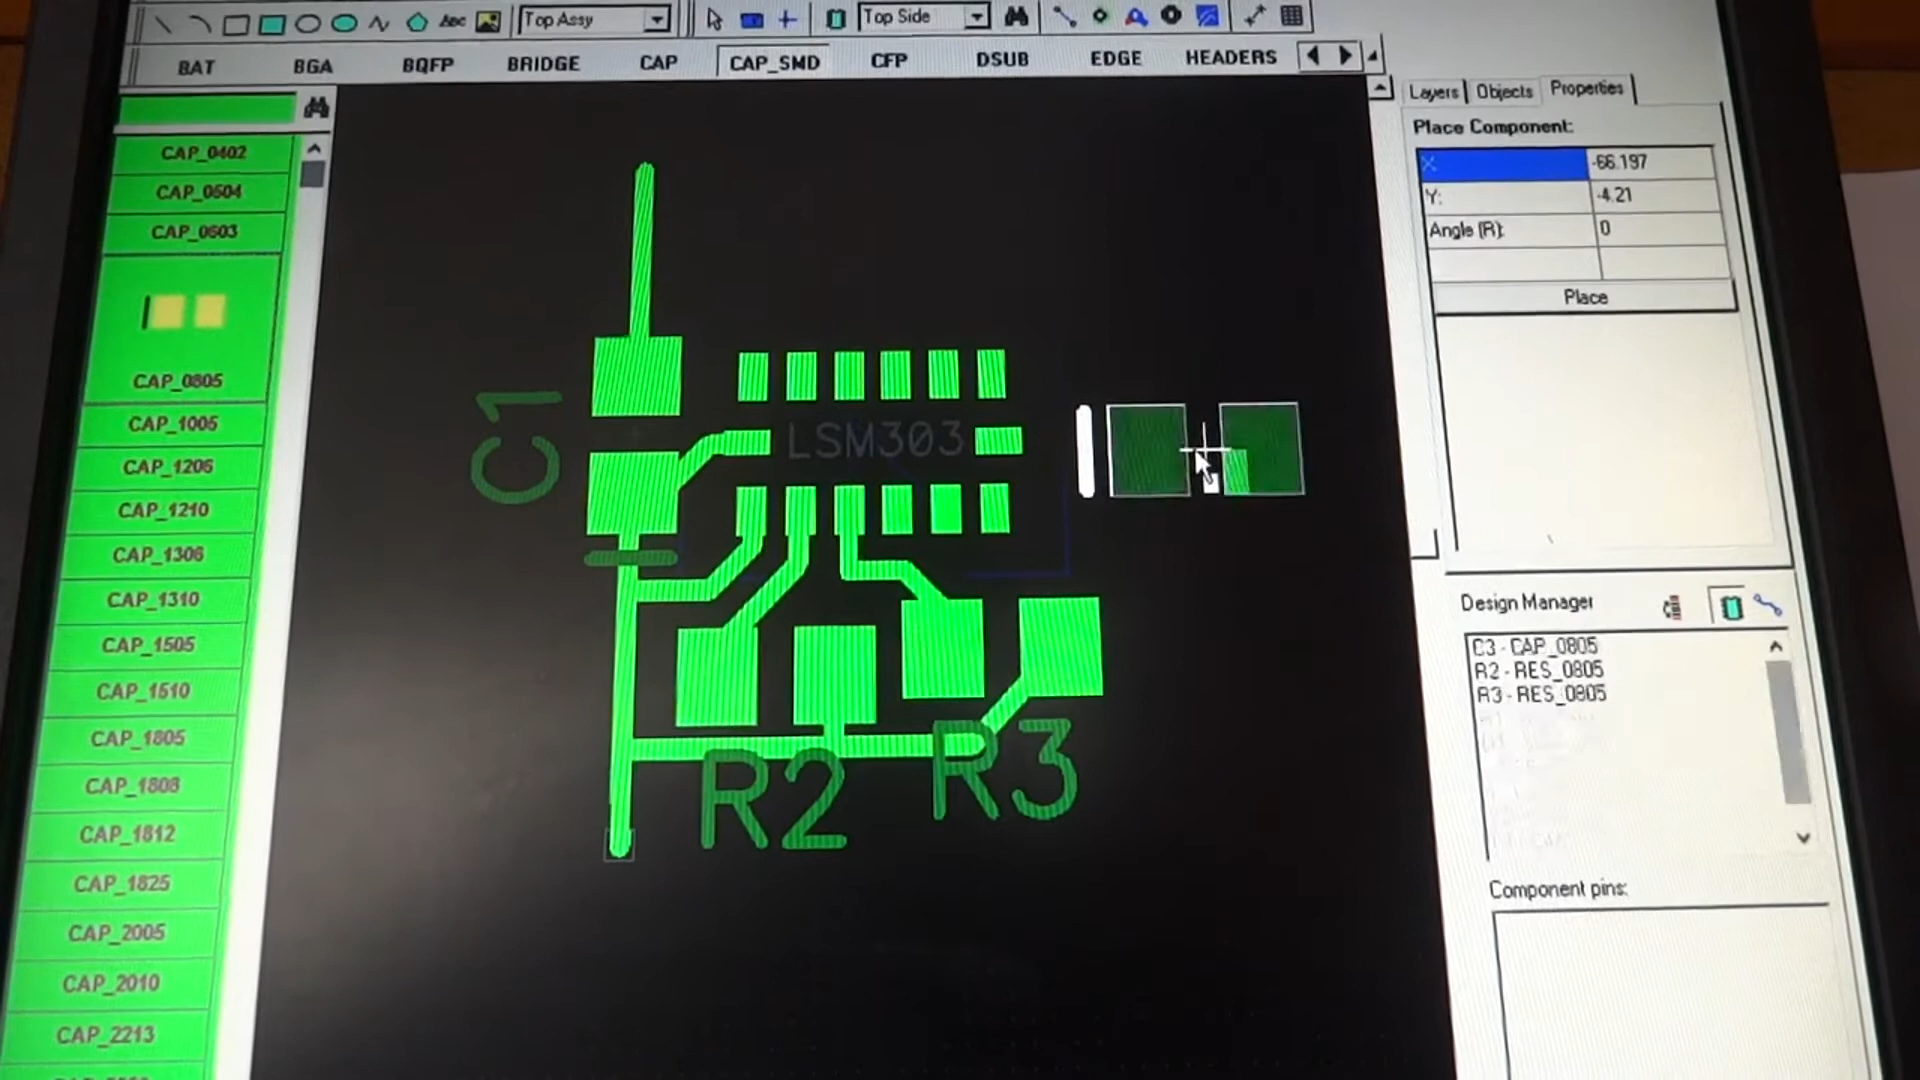 Abc Top Assy Top Side
BAT BGA BQFP BRIDGE CAP CAP_SMD CFP DSUB EDGE HEADERS
Layers Objects Properties
Place Component:
X -66.197
Y: -4.21
Angle (R): 0
Place
CAP_0402
CAP_0504
CAP_0603
CAP_0805
CAP_1005
CAP_1206
CAP_1210
CAP_1306
CAP_1310
CAP_1505
CAP_1510
CAP_1805
CAP_1808
CAP_1812
CAP_1825
CAP_2005
CAP_2010
CAP_2213
C1
LSM303
R2
R3
Design Manager
C3 - CAP_0805
R2 - RES_0805
R3 - RES_0805
Component pins: